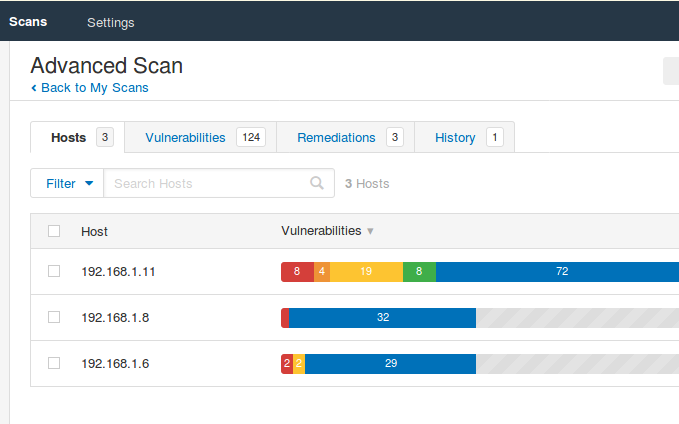 Scans Settings
Advanced Scan
‹ Back to My Scans
Hosts 3 Vulnerabilities 124 Remediations 3 History 1
Filter Search Hosts 3 Hosts
Host Vulnerabilities ▼
192.168.1.11 8 4 19 8 72
192.168.1.8 32
192.168.1.6 2 2 29